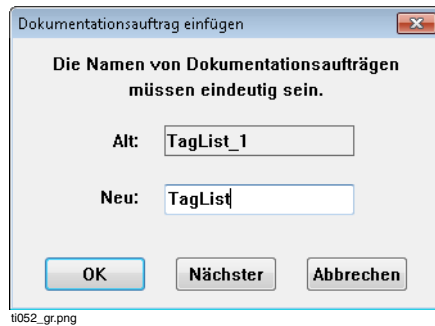 Dokumentationsauftrag einfügen
Die Namen von Dokumentationsaufträgen
müssen eindeutig sein.
Alt: TagList_1
Neu: TagList
OK Nächster Abbrechen
ti052_gr.png